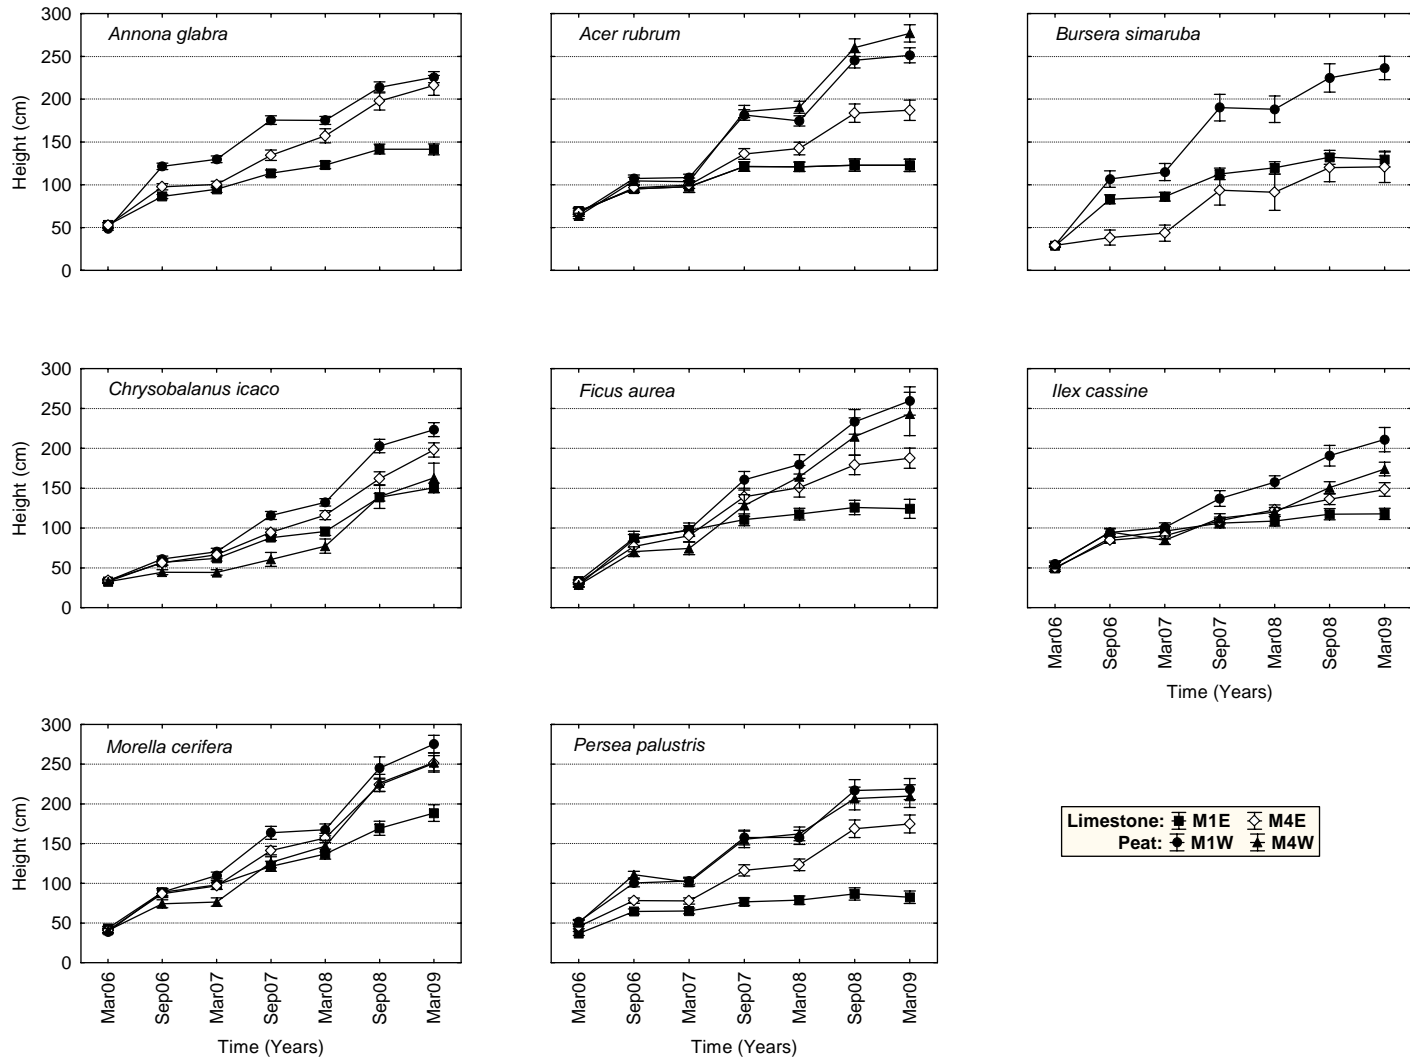 Annona glabra
Acer rubrum
Bursera simaruba
Height (cm)
300
250
200
150
100
50
0
Chrysobalanus icaco
Ficus aurea
Ilex cassine
Height (cm)
300
250
200
150
100
50
0
Mar06
Sep06
Mar07
Sep07
Mar08
Sep08
Mar09
Time (Years)
Morella cerifera
Persea palustris
Height (cm)
300
250
200
150
100
50
0
Mar06
Sep06
Mar07
Sep07
Mar08
Sep08
Mar09
Time (Years)
Mar06
Sep06
Mar07
Sep07
Mar08
Sep08
Mar09
Time (Years)
Limestone: M1E M4E
Peat: M1W M4W